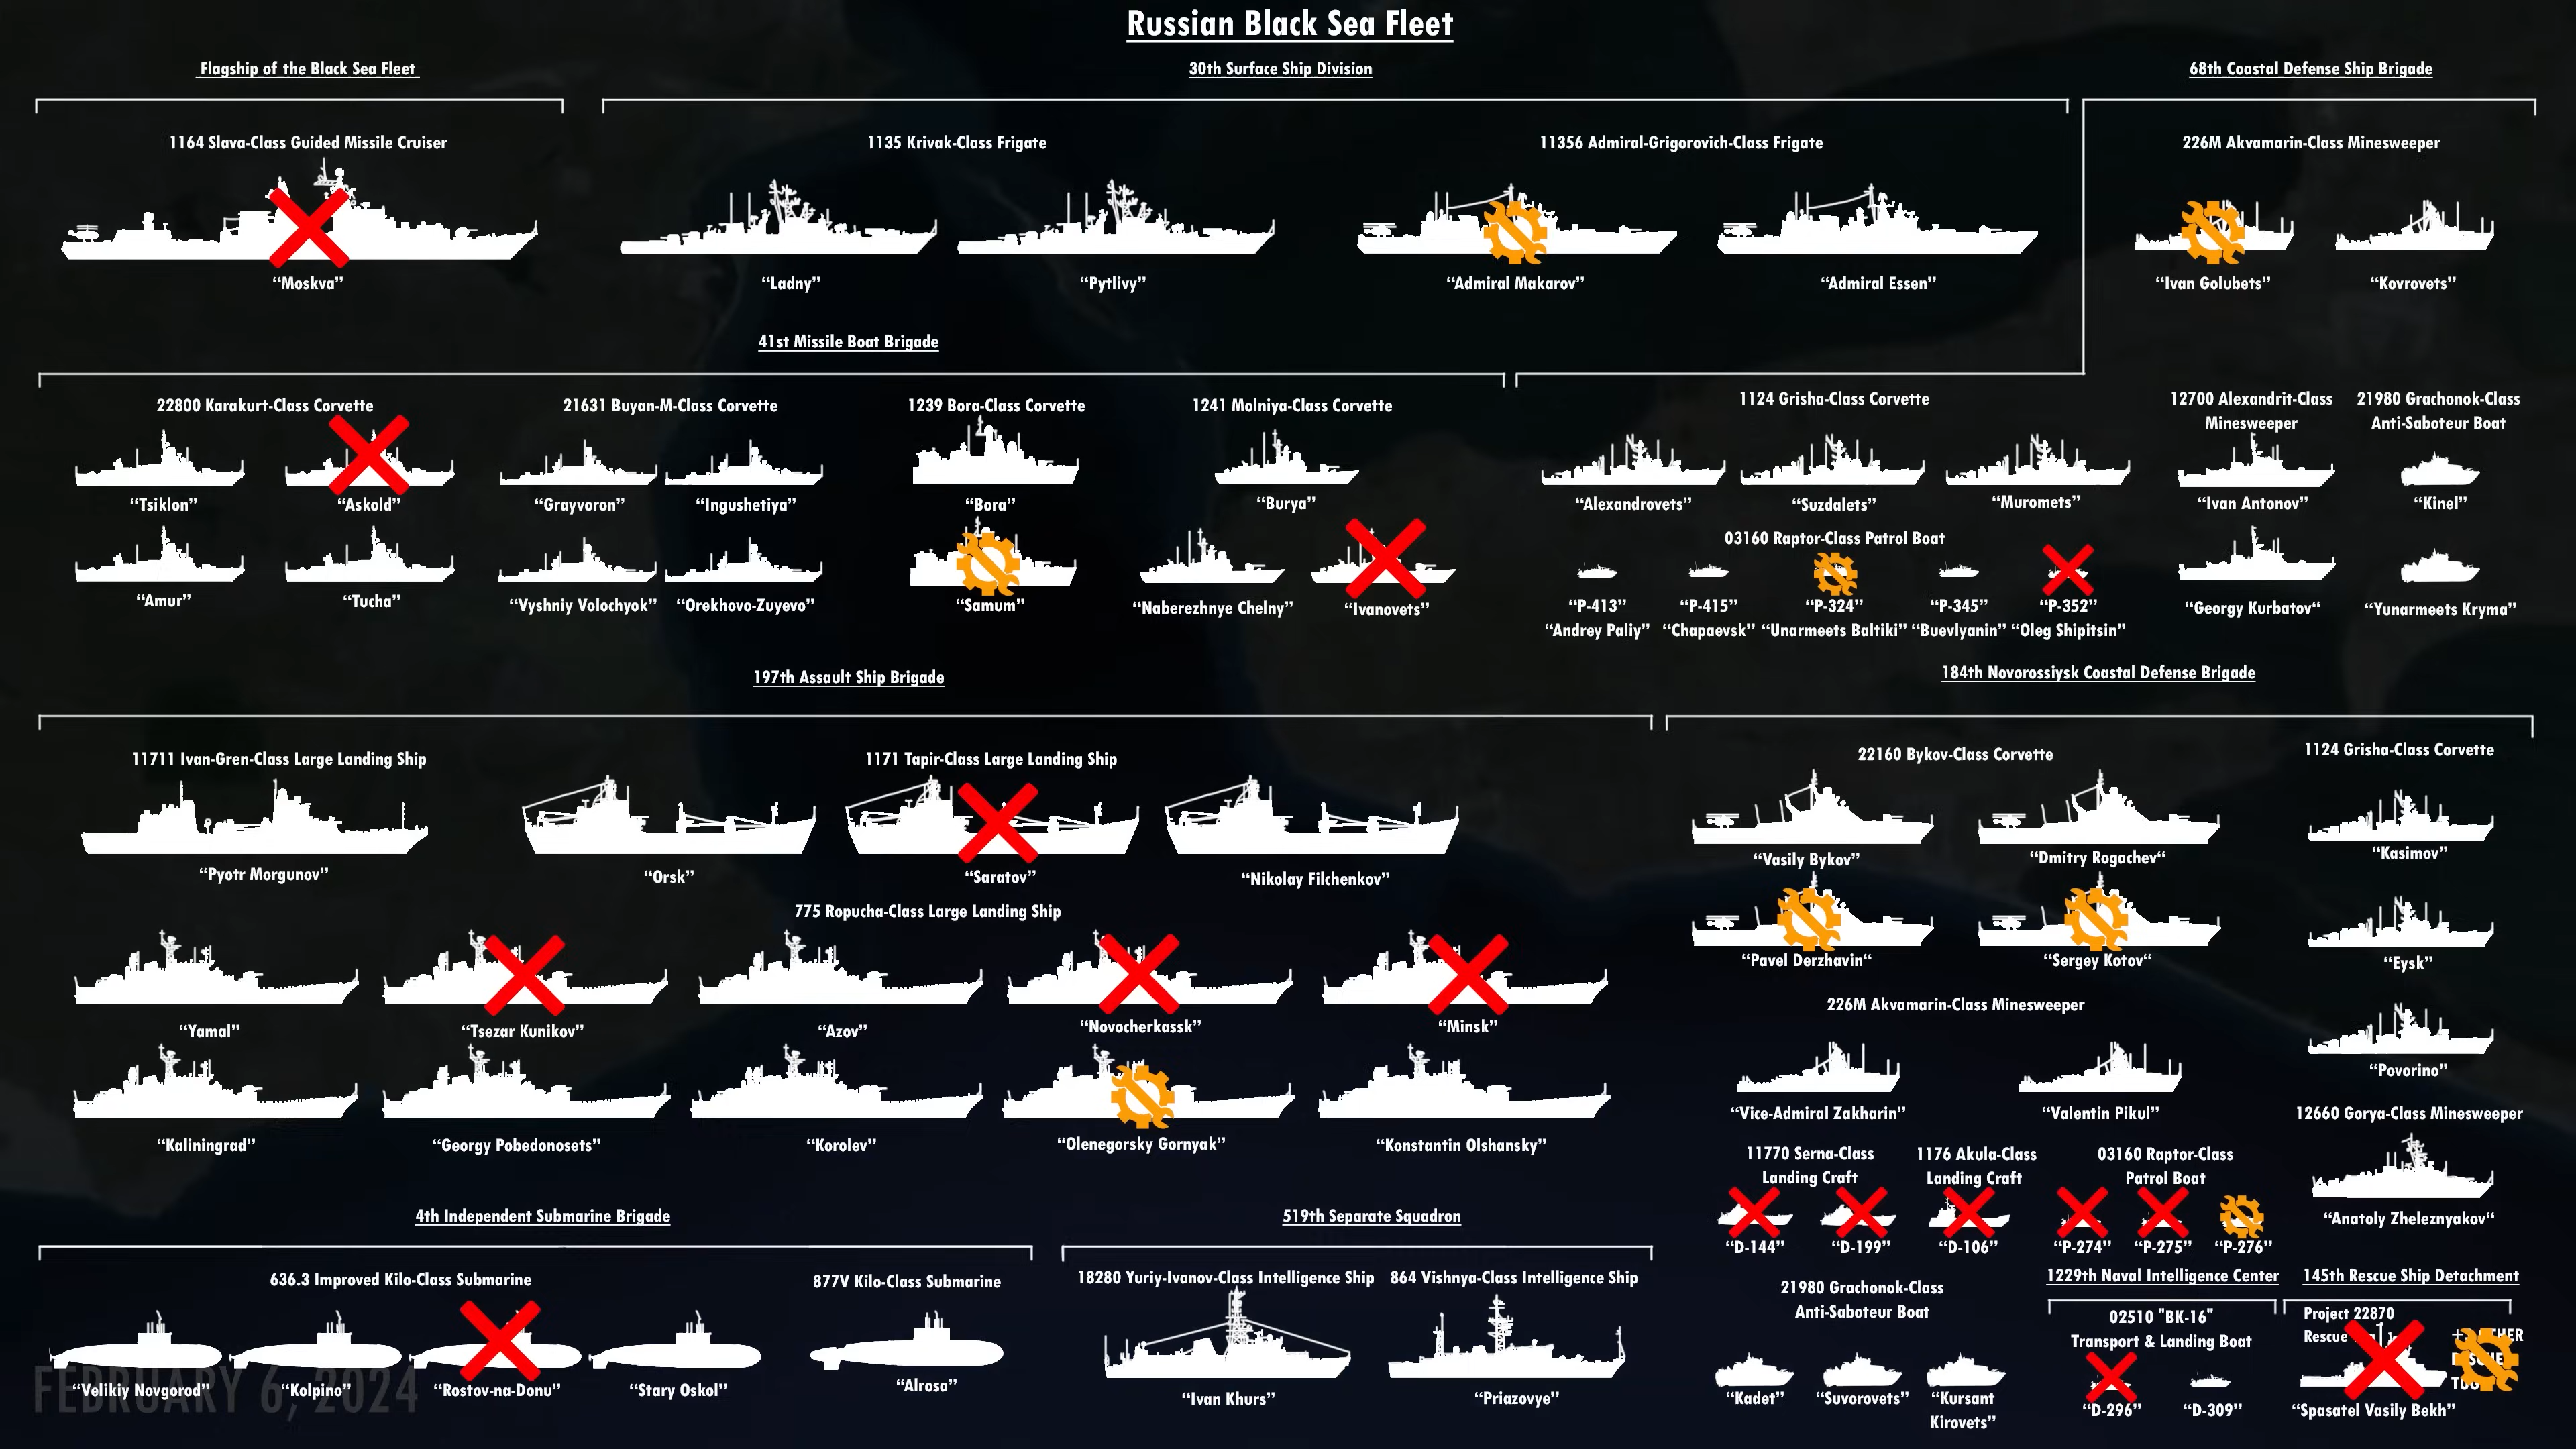 Russian Black Sea Fleet
Flagship of the Black Sea Fleet
30th Surface Ship Division
68th Coastal Defense Ship Brigade
1164 Slava-Class Guided Missile Cruiser
1135 Krivak-Class Frigate
11356 Admiral-Grigorovich-Class Frigate
226M Akvamarin-Class Minesweeper
“Moskva”
“Ladny”
“Pytlivy”
“Admiral Makarov”
“Admiral Essen”
“Ivan Golubets”
“Kovrovets”
41st Missile Boat Brigade
22800 Karakurt-Class Corvette
21631 Buyan-M-Class Corvette
1239 Bora-Class Corvette
1241 Molniya-Class Corvette
1124 Grisha-Class Corvette
12700 Alexandrit-Class
Minesweeper
21980 Grachonok-Class
Anti-Saboteur Boat
“Tsiklon”
“Askold”
“Grayvoron”
“Ingushetiya”
“Bora”
“Burya”
“Alexandrovets”
“Suzdalets”
“Muromets”
“Ivan Antonov”
“Kinel”
03160 Raptor-Class Patrol Boat
“Amur”
“Tucha”
“Vyshniy Volochyok”
“Orekhovo-Zuyevo”
“Samum”
“Naberezhnye Chelny”
“Ivanovets”
“P-413”
“Andrey Paliy”
“P-415”
“Chapaevsk”
“P-324”
“Unarmeets Baltiki”
“P-345”
“Buevlyanin”
“P-352”
“Oleg Shipitsin”
“Georgy Kurbatov“
“Yunarmeets Kryma”
197th Assault Ship Brigade
184th Novorossiysk Coastal Defense Brigade
11711 Ivan-Gren-Class Large Landing Ship
1171 Tapir-Class Large Landing Ship
22160 Bykov-Class Corvette
1124 Grisha-Class Corvette
“Pyotr Morgunov”
“Orsk”
“Saratov”
“Nikolay Filchenkov”
“Vasily Bykov”
“Dmitry Rogachev“
“Kasimov”
775 Ropucha-Class Large Landing Ship
“Pavel Derzhavin“
“Sergey Kotov“
“Eysk”
“Yamal”
“Tsezar Kunikov”
“Azov”
“Novocherkassk”
“Minsk”
226M Akvamarin-Class Minesweeper
“Vice-Admiral Zakharin”
“Valentin Pikul”
“Povorino”
“Kaliningrad”
“Georgy Pobedonosets”
“Korolev”
“Olenegorsky Gornyak”
“Konstantin Olshansky”
12660 Gorya-Class Minesweeper
“Anatoly Zheleznyakov“
11770 Serna-Class
Landing Craft
1176 Akula-Class
Landing Craft
03160 Raptor-Class
Patrol Boat
“D-144”
“D-199”
“D-106”
“P-274”
“P-275”
“P-276”
4th Independent Submarine Brigade
519th Separate Squadron
636.3 Improved Kilo-Class Submarine
877V Kilo-Class Submarine
18280 Yuriy-Ivanov-Class Intelligence Ship
864 Vishnya-Class Intelligence Ship
21980 Grachonok-Class
Anti-Saboteur Boat
1229th Naval Intelligence Center
145th Rescue Ship Detachment
02510 "BK-16"
Transport & Landing Boat
Project 22870
Rescue
“Velikiy Novgorod”
“Kolpino”
“Rostov-na-Donu”
“Stary Oskol”
“Alrosa”
“Ivan Khurs”
“Priazovye”
“Kadet”
“Suvorovets”
“Kursant
Kirovets”
“D-296”
“D-309”
“Spasatel Vasily Bekh”
FEBRUARY 6, 2024